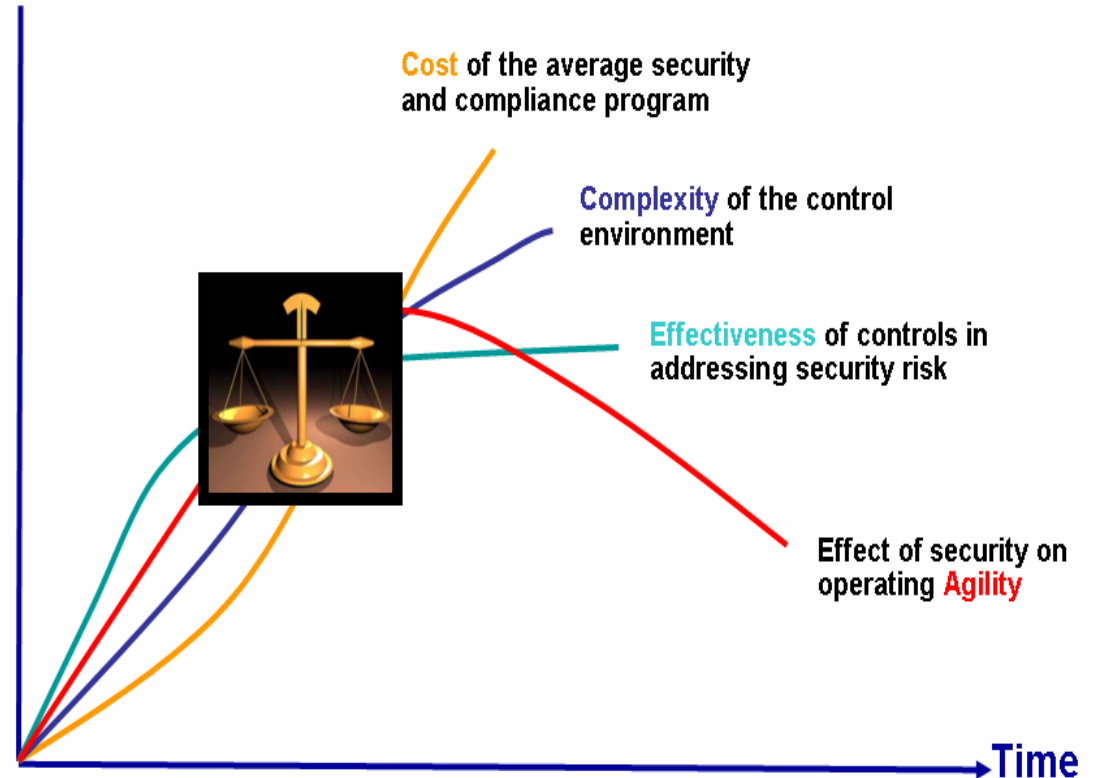 Cost of the average security
and compliance program
Complexity of the control
environment
Effectiveness of controls in
addressing security risk
Effect of security on
operating Agility
Time